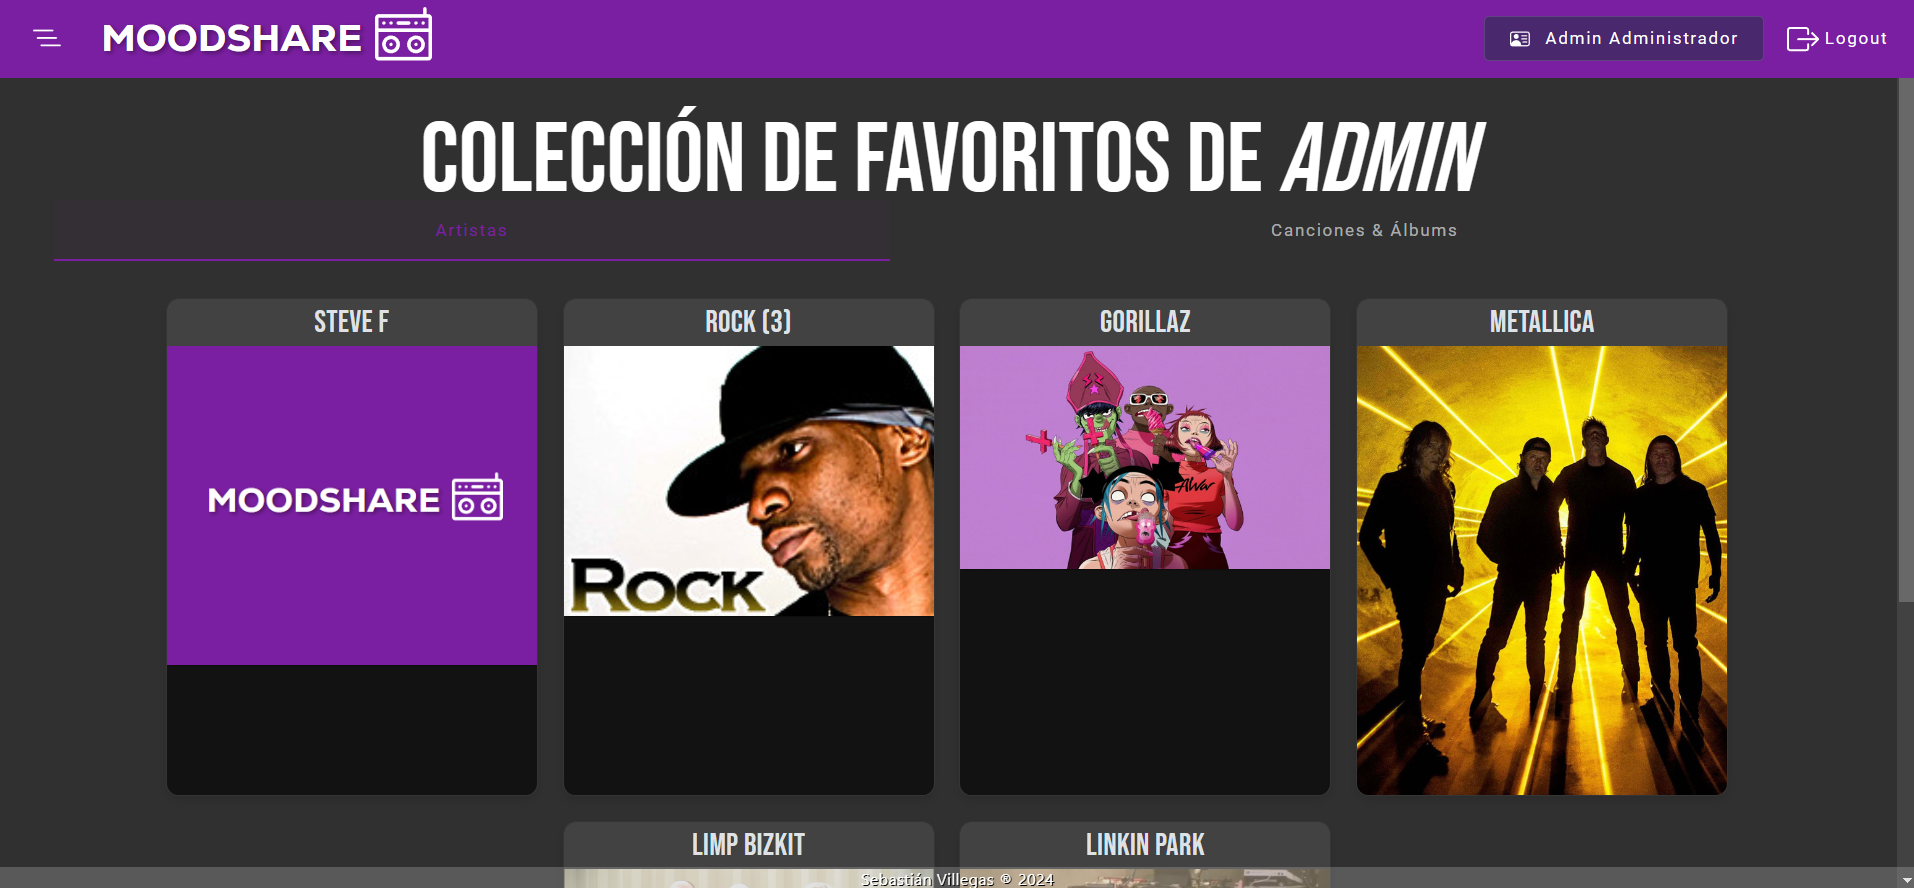 MOODSHARE
Admin Administrador
Logout
COLECCIÓN DE FAVORITOS DE ADMIN
Artistas
Canciones & Álbums
STEVE F
ROCK (3)
GORILLAZ
METALLICA
MOODSHARE
ROCK
Alvar
LIMP BIZKIT
LINKIN PARK
Sebastián Villegas ® 2024